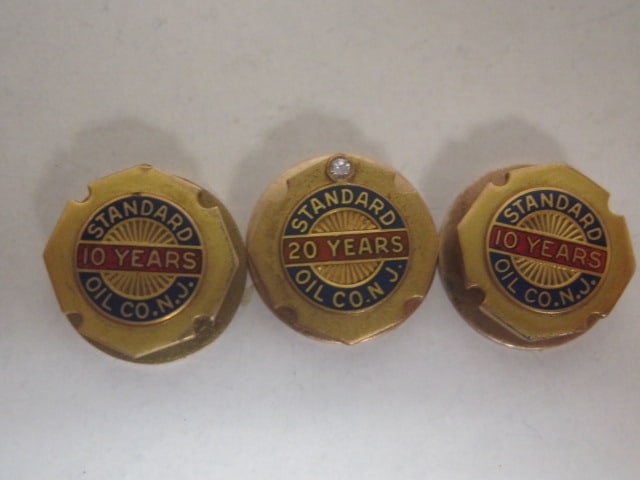 STANDARD
10 YEARS
OIL CO. N.J.
STANDARD
20 YEARS
OIL CO. N.J.
STANDARD
10 YEARS
OIL CO. N.J.